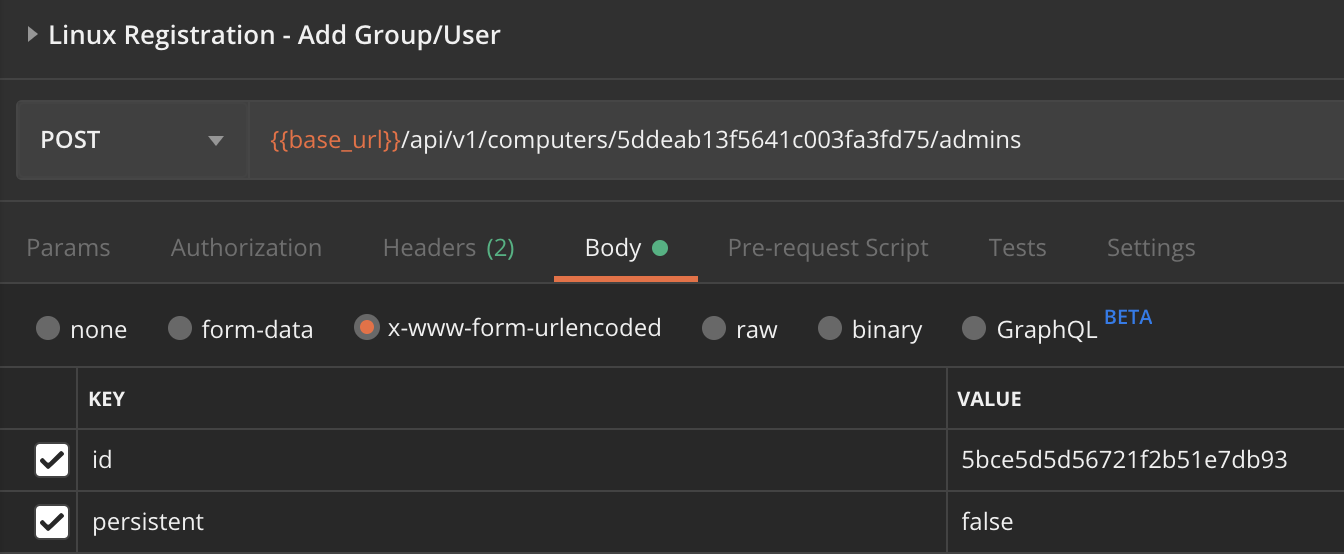 Linux Registration - Add Group/User
POST {{base_url}}/api/v1/computers/5ddeab13f5641c003fa3fd75/admins
Params Authorization Headers (2) Body Pre-request Script Tests Settings
none form-data x-www-form-urlencoded raw binary GraphQL BETA
KEY VALUE
id 5bce5d5d56721f2b51e7db93
persistent false